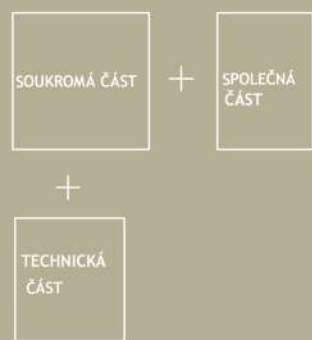 SOUKROMÁ ČÁST + SPOLEČNÁ
ČÁST
+
TECHNICKÁ
ČÁST